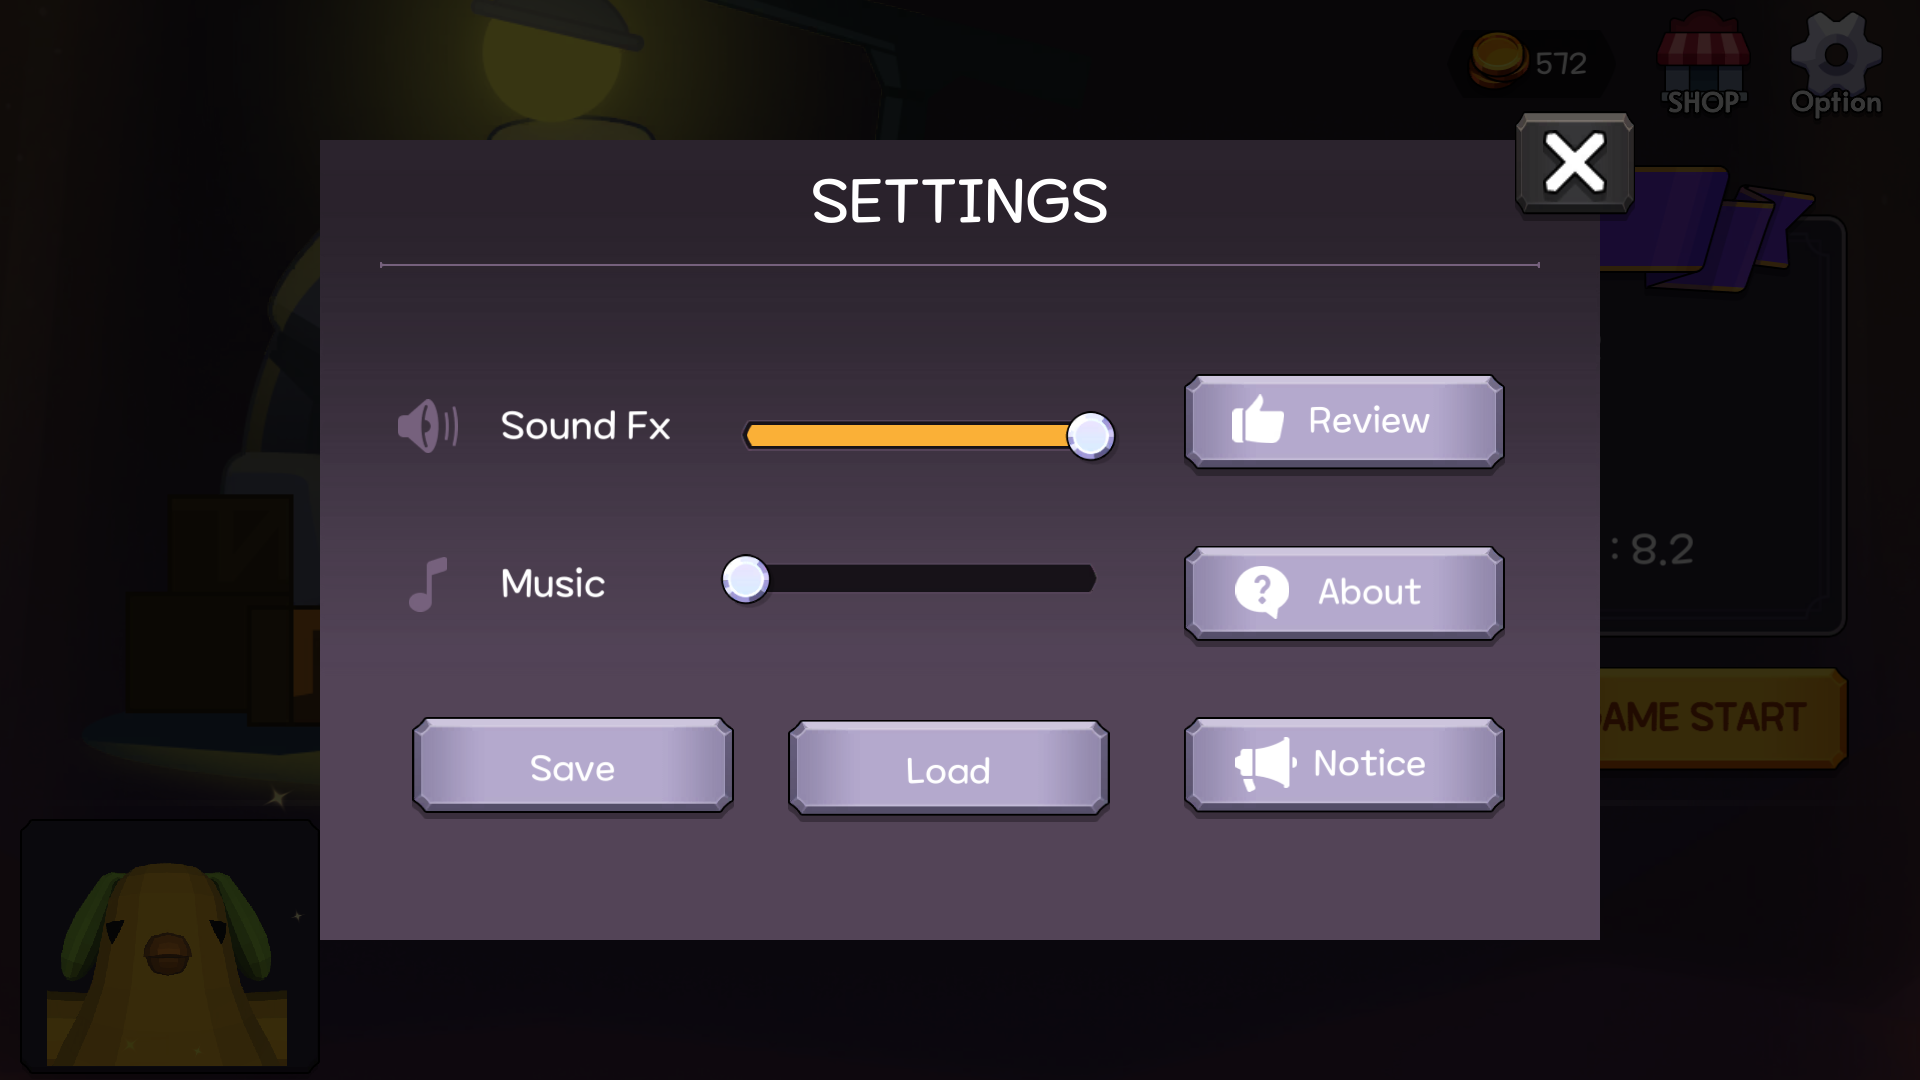 572
SHOP
Option
SETTINGS
Sound Fx
Review
: 8.2
Music
About
AME START
Save
Load
Notice